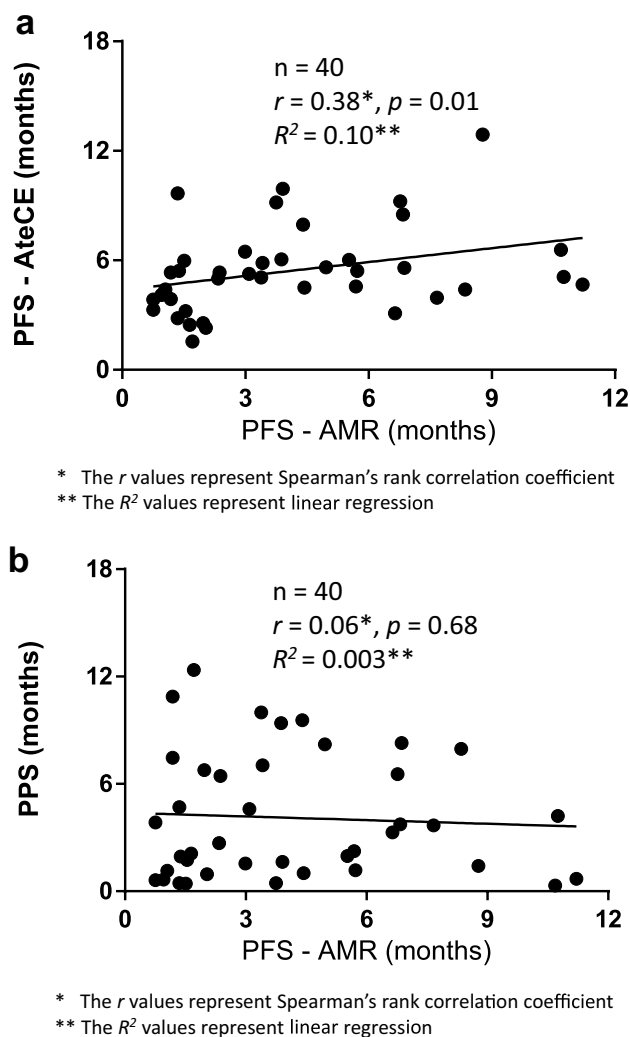 a
18
n = 40
r = 0.38*, p = 0.01
R² = 0.10**
12
6
0
PFS - AteCE (months)
0 3 6 9 12
PFS - AMR (months)
* The r values represent Spearman’s rank correlation coefficient
** The R² values represent linear regression
b
18
n = 40
r = 0.06*, p = 0.68
R² = 0.003**
12
6
0
PPS (months)
0 3 6 9 12
PFS - AMR (months)
* The r values represent Spearman’s rank correlation coefficient
** The R² values represent linear regression